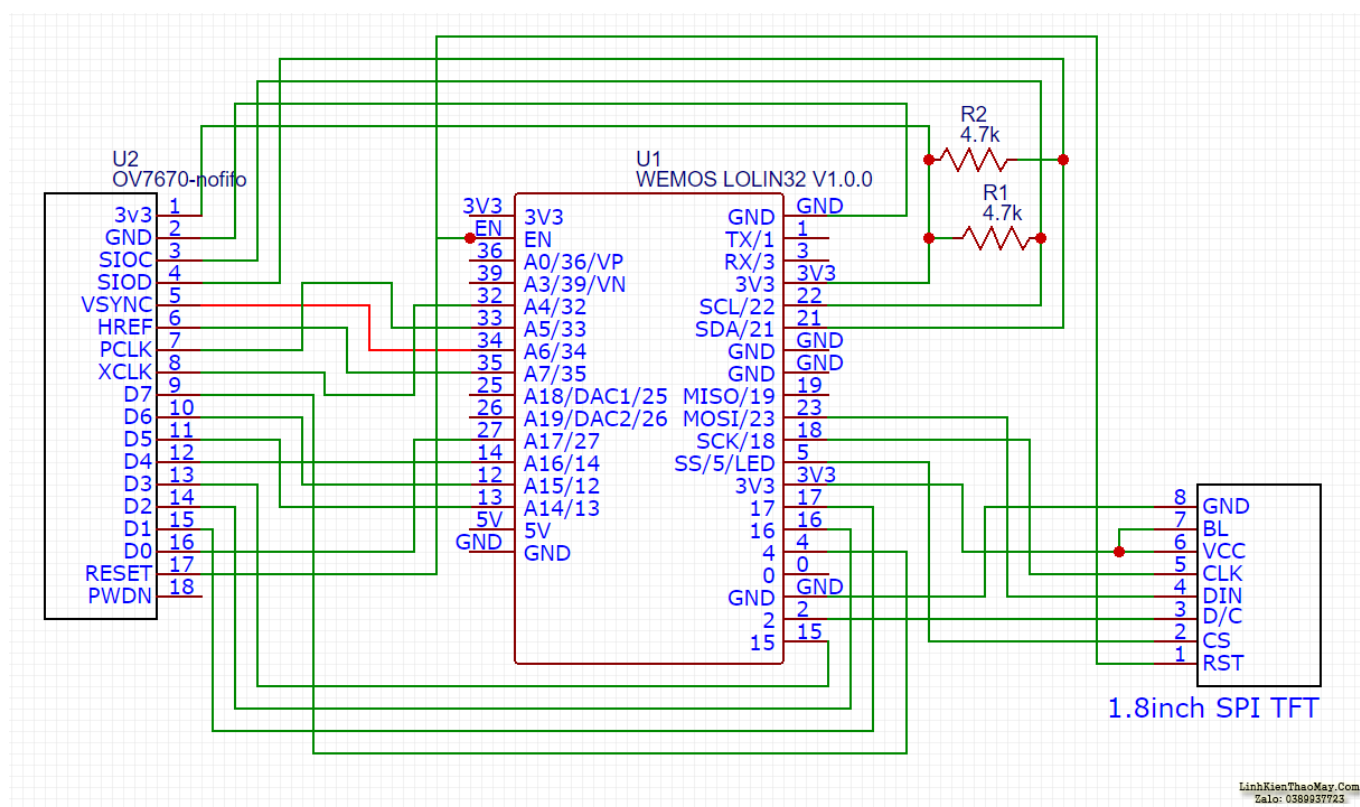 U2
OV7670-nofifo
3v3 1
GND 2
SIOC 3
SIOD 4
VSYNC 5
HREF 6
PCLK 7
XCLK 8
D7 9
D6 10
D5 11
D4 12
D3 13
D2 14
D1 15
D0 16
RESET 17
PWDN 18
U1
WEMOS LOLIN32 V1.0.0
3V3 3V3
EN EN
36 A0/36/VP
39 A3/39/VN
32 A4/32
33 A5/33
34 A6/34
35 A7/35
25 A18/DAC1/25
26 A19/DAC2/26
27 A17/27
14 A16/14
12 A15/12
13 A14/13
5V 5V
GND GND
GND GND
TX/1 1
RX/3 3
3V3 3V3
SCL/22 22
SDA/21 21
GND GND
GND GND
MISO/19 19
MOSI/23 23
SCK/18 18
SS/5/LED 5
3V3 3V3
17 17
16 16
4 4
0 0
GND GND
2 2
15 15
R2
4.7k
R1
4.7k
8 GND
7 BL
6 VCC
5 CLK
4 DIN
3 D/C
2 CS
1 RST
1.8inch SPI TFT
LinhKienThaoMay.Com
Zalo: 0389937723